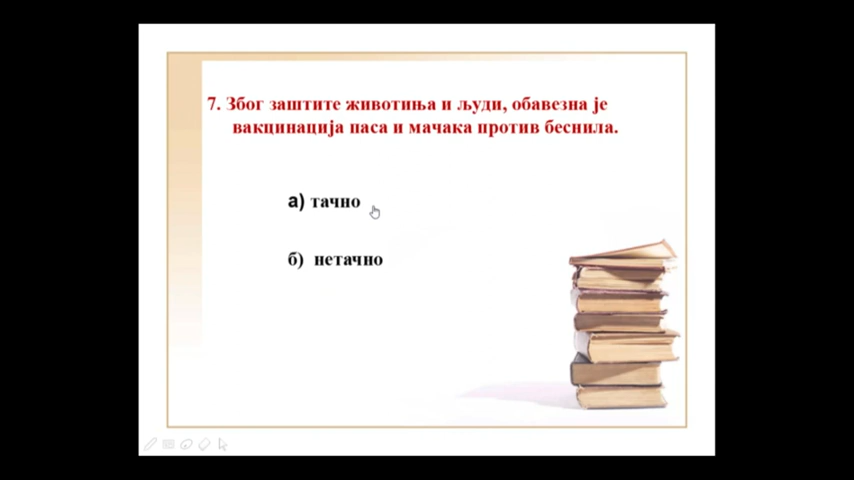 7. Због заштите животиња и људи, обавезна је
вакцинација паса и мачака против беснила.
а) тачно
б) нетачно